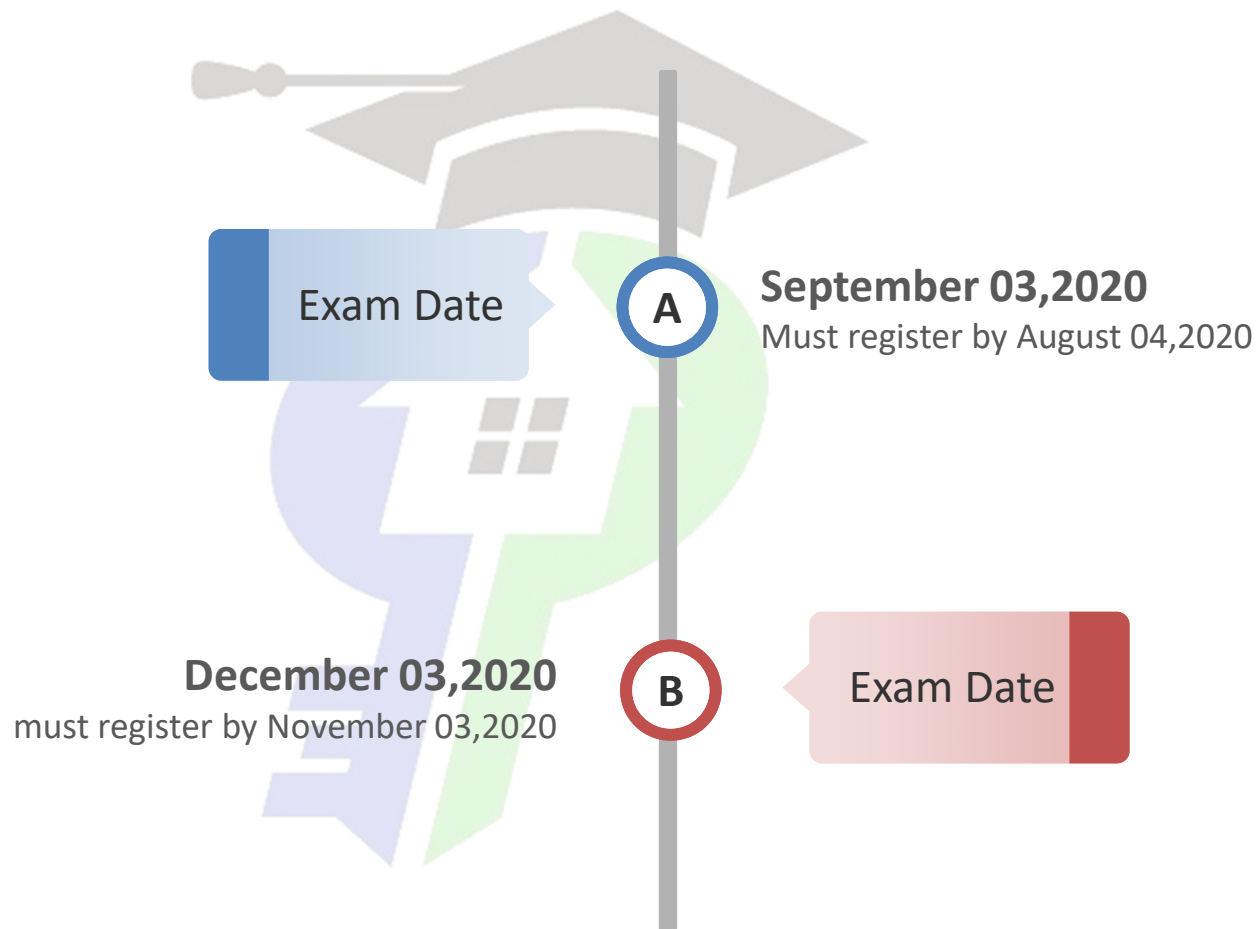 Exam Date
A
September 03,2020
Must register by August 04,2020
December 03,2020
must register by November 03,2020
B
Exam Date